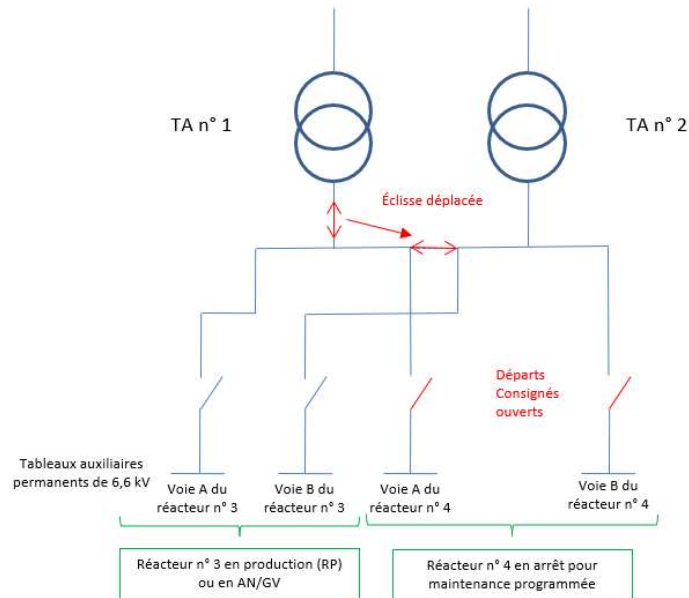 TA n° 1
TA n° 2
Éclisse déplacée
Départs
Consignés
ouverts
Tableaux auxiliaires
permanents de 6,6 kV
Voie A du
réacteur n° 3
Voie B du
réacteur n° 3
Voie A du
réacteur n° 4
Voie B du
réacteur n° 4
Réacteur n° 3 en production (RP)
ou en AN/GV
Réacteur n° 4 en arrêt pour
maintenance programmée